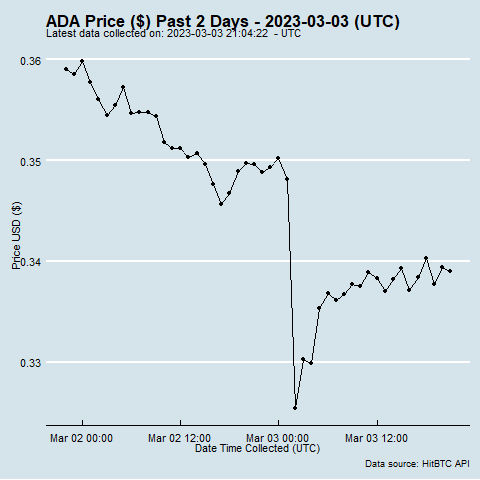 ADA Price ($) Past 2 Days - 2023-03-03 (UTC)
Latest data collected on: 2023-03-03 21:04:22 - UTC
0.36
0.35
0.34
0.33
Price USD ($)
Mar 02 00:00
Mar 02 12:00
Mar 03 00:00
Mar 03 12:00
Date Time Collected (UTC)
Data source: HitBTC API